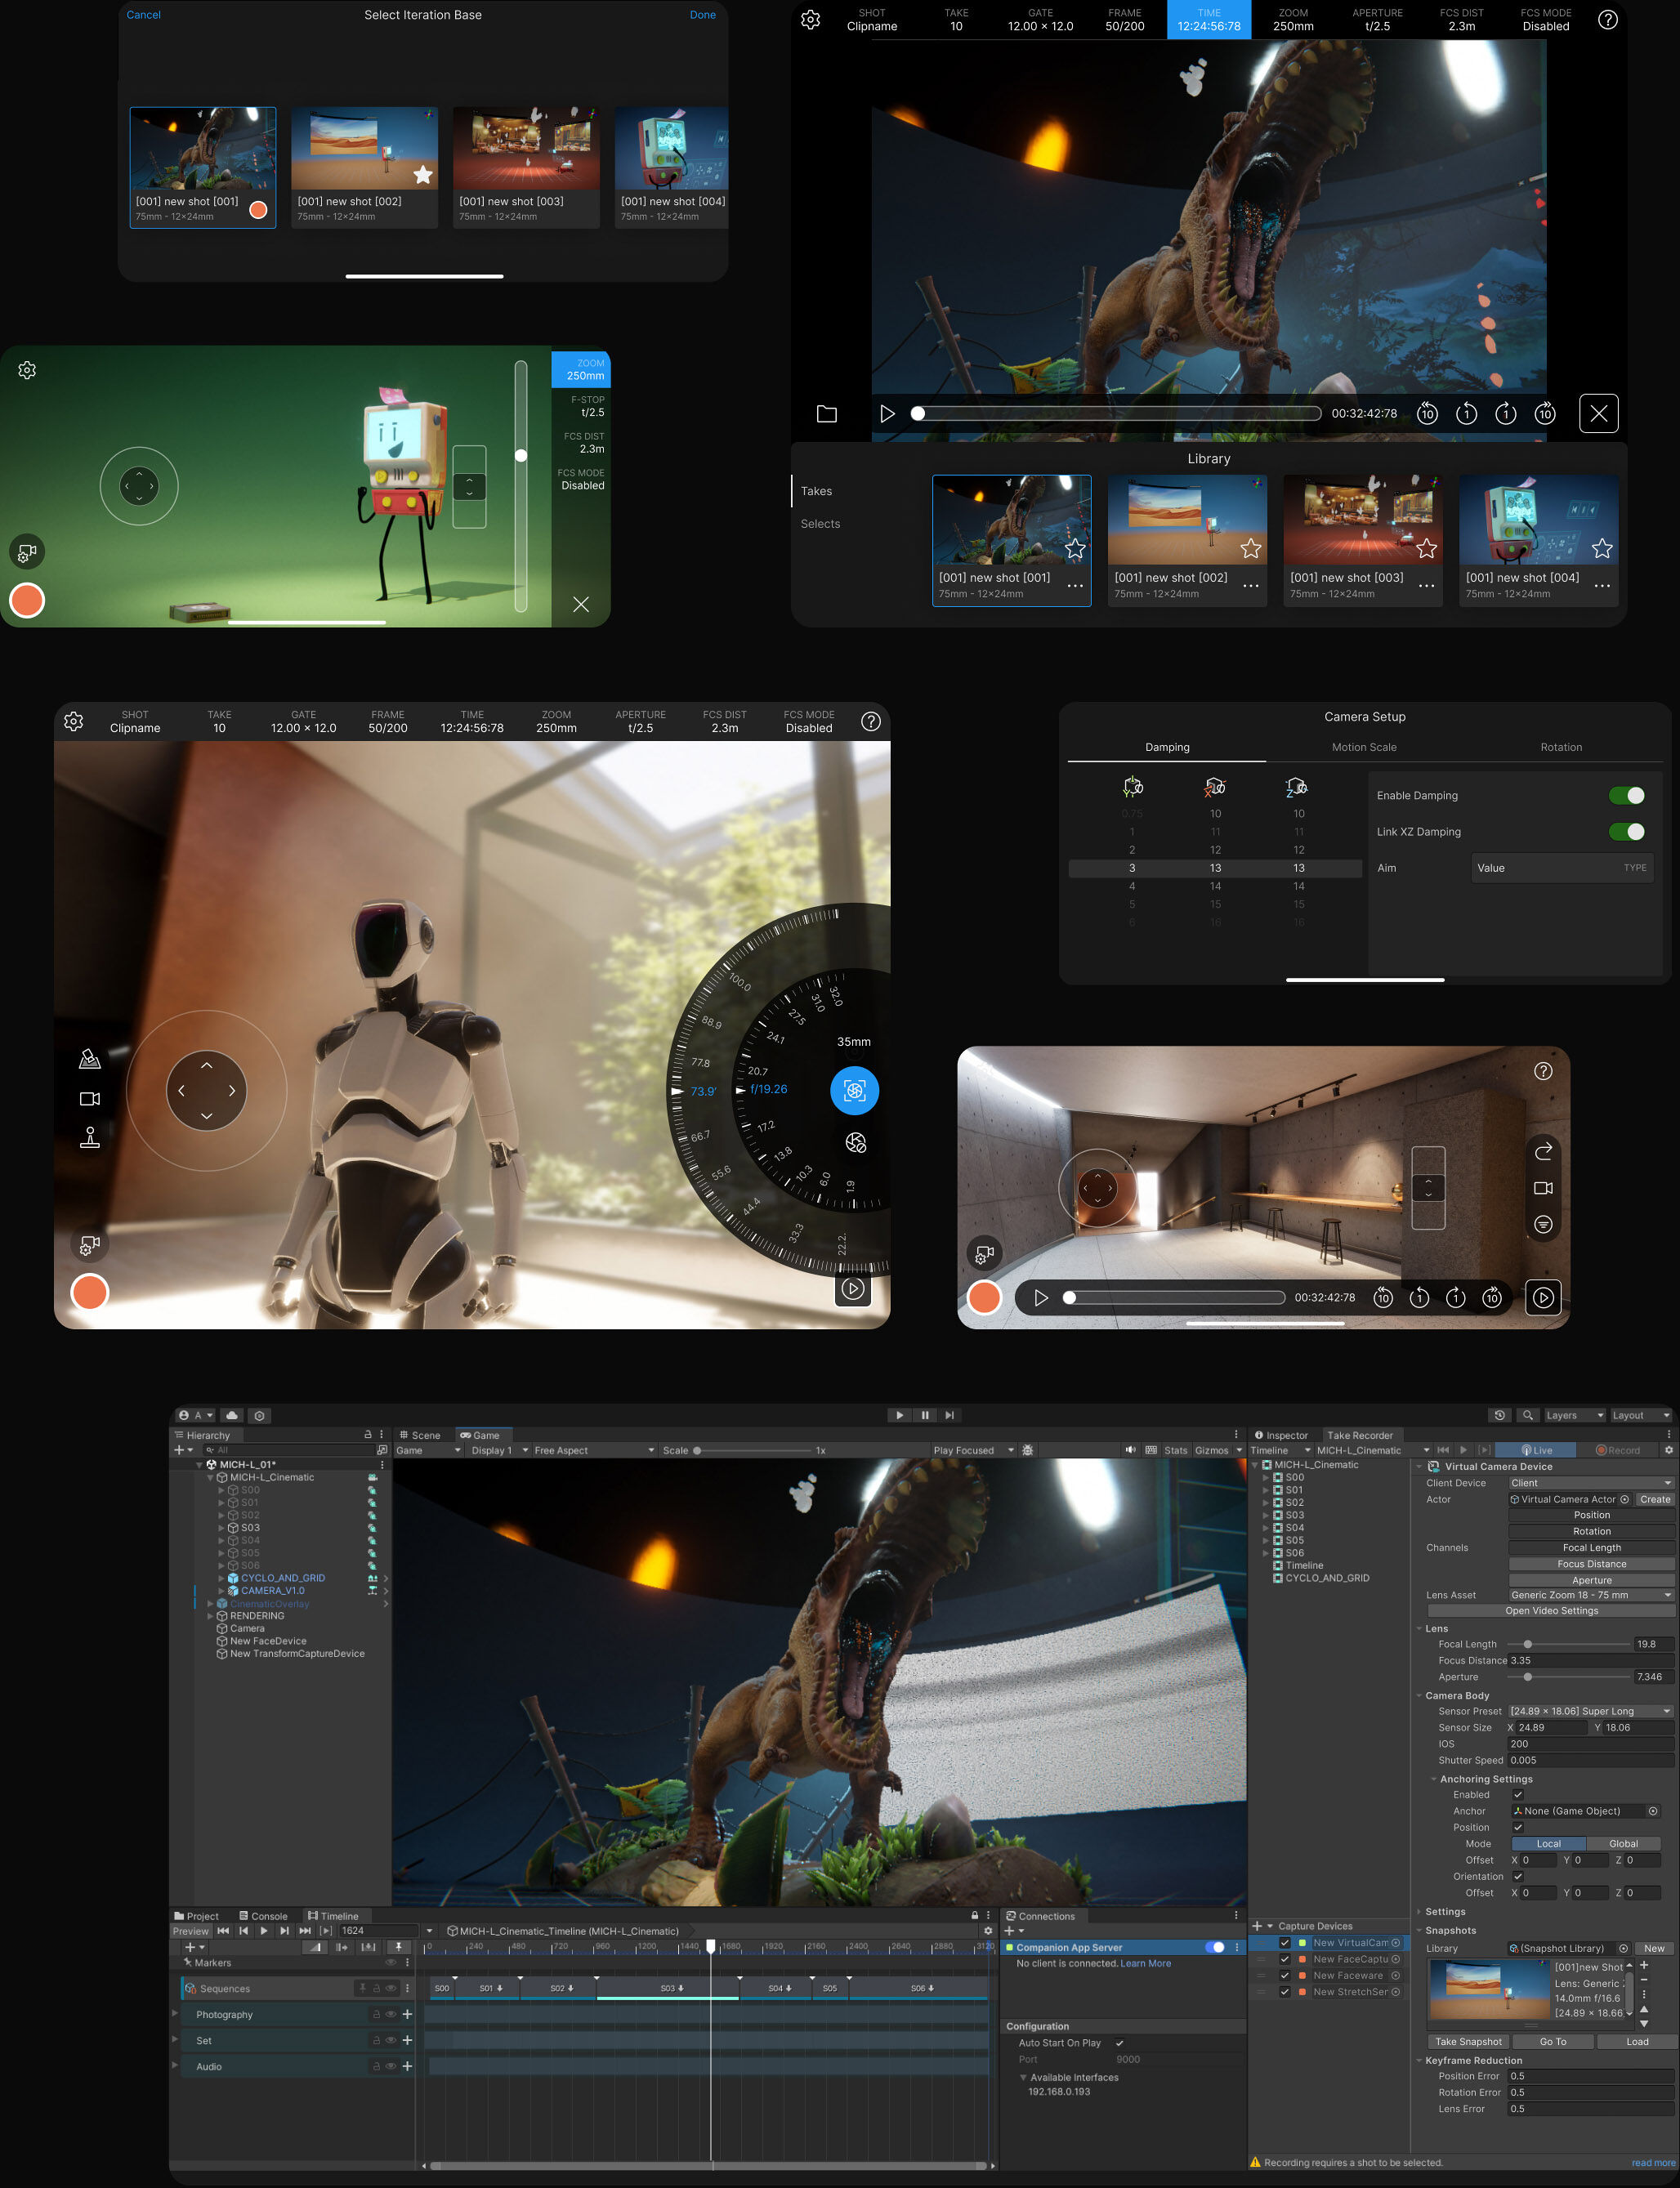 Cancel
Select Iteration Base
Done
[001] new shot [001]
75mm - 12×24mm
[001] new shot [002]
75mm - 12×24mm
[001] new shot [003]
75mm - 12×24mm
[001] new shot [004]
75mm - 12×24mm
SHOT
Clipname
TAKE
10
GATE
12.00 × 12.0
FRAME
50/200
TIME
12:24:56:78
ZOOM
250mm
APERTURE
t/2.5
FCS DIST
2.3m
FCS MODE
Disabled
00:32:42:78
10
1
1
10
Library
Takes
Selects
[001] new shot [001]
75mm - 12×24mm
[001] new shot [002]
75mm - 12×24mm
[001] new shot [003]
75mm - 12×24mm
[001] new shot [004]
75mm - 12×24mm
ZOOM
250mm
F-STOP
t/2.5
FCS DIST
2.3m
FCS MODE
Disabled
SHOT
Clipname
TAKE
10
GATE
12.00 × 12.0
FRAME
50/200
TIME
12:24:56:78
ZOOM
250mm
APERTURE
t/2.5
FCS DIST
2.3m
FCS MODE
Disabled
100.0
88.9
77.8
73.9'
66.7
55.6
44.4
33.3
22.2
32.0
31.0
27.5
24.1
20.7
f/19.26
17.2
13.8
10.3
6.0
1.9
35mm
Camera Setup
Damping
Motion Scale
Rotation
Y
X
Z
0.75 10 10
1 11 11
2 12 12
3 13 13
4 14 14
5 15 15
6 16 16
Enable Damping
Link XZ Damping
Aim
Value
TYPE
00:32:42:78
10
1
1
10
A
Layers
Layout
Hierarchy
All
MICH-L_01*
MICH-L_Cinematic
S00
S01
S02
S03
S04
S05
S06
CYCLO_AND_GRID
CAMERA_V1.0
CinematicOverlay
RENDERING
Camera
New FaceDevice
New TransformCaptureDevice
Scene
Game
Game
Display 1
Free Aspect
Scale
1x
Play Focused
Stats
Gizmos
Inspector
Take Recorder
Timeline
MICH-L_Cinematic
Live
Record
MICH-L_Cinematic
S00
S01
S02
S03
S04
S05
S06
Timeline
CYCLO_AND_GRID
Virtual Camera Device
Client Device
Client
Actor
Virtual Camera Actor
Create
Channels
Position
Rotation
Focal Length
Focus Distance
Aperture
Lens Asset
Generic Zoom 18 - 75 mm
Open Video Settings
Lens
Focal Length
19.8
Focus Distance
3.35
Aperture
7.346
Camera Body
Sensor Preset
[24.89 × 18.06] Super Long
Sensor Size
X 24.89
Y 18.06
IOS
200
Shutter Speed
0.005
Anchoring Settings
Enabled
Anchor
None (Game Object)
Position
Mode
Local
Global
Offset
X 0
Y 0
Z 0
Orientation
Offset
X 0
Y 0
Z 0
Settings
Snapshots
Library
(Snapshot Library)
New
[001]new Shot
Lens: Generic
14.0mm f/16.6
[24.89 × 18.66
Take Snapshot
Go To
Load
Keyframe Reduction
Position Error
0.5
Rotation Error
0.5
Lens Error
0.5
Capture Devices
New VirtualCam
New FaceCaptu
New Faceware
New StretchSer
Recording requires a shot to be selected.
read more
Project
Console
Timeline
Preview
1624
MICH-L_Cinematic_Timeline (MICH-L_Cinematic)
0
240
480
720
960
1200
1440
1680
1920
2160
2400
2640
2880
3120
Markers
Sequences
S00
S01
S02
S03
S04
S05
S06
Photography
Set
Audio
Connections
Companion App Server
No client is connected. Learn More
Configuration
Auto Start On Play
Port
9000
Available Interfaces
192.168.0.193